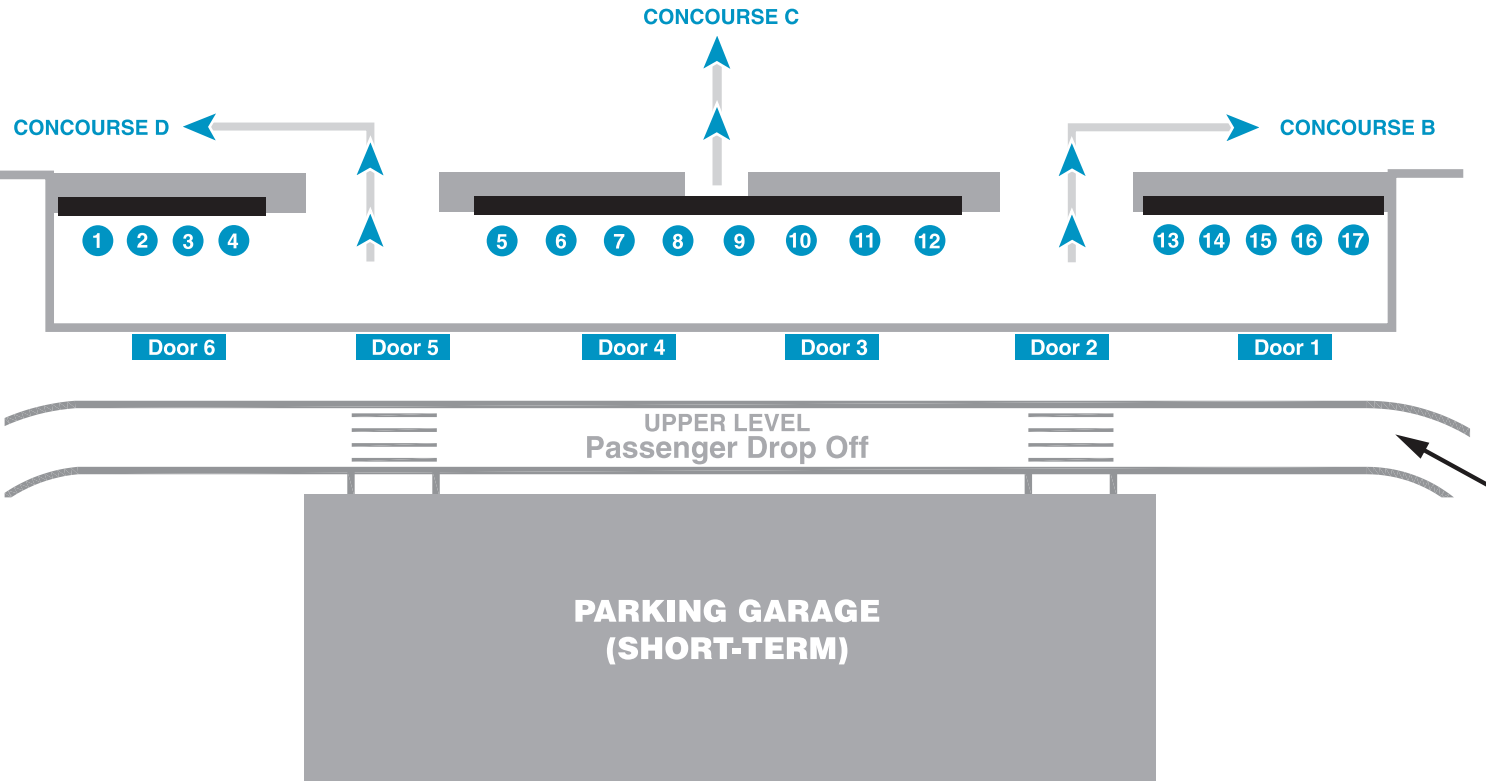 CONCOURSE C
CONCOURSE D
CONCOURSE B
1 2 3 4 5 6 7 8 9 10 11 12 13 14 15 16 17
Door 6 Door 5 Door 4 Door 3 Door 2 Door 1
UPPER LEVEL
Passenger Drop Off
PARKING GARAGE
(SHORT-TERM)